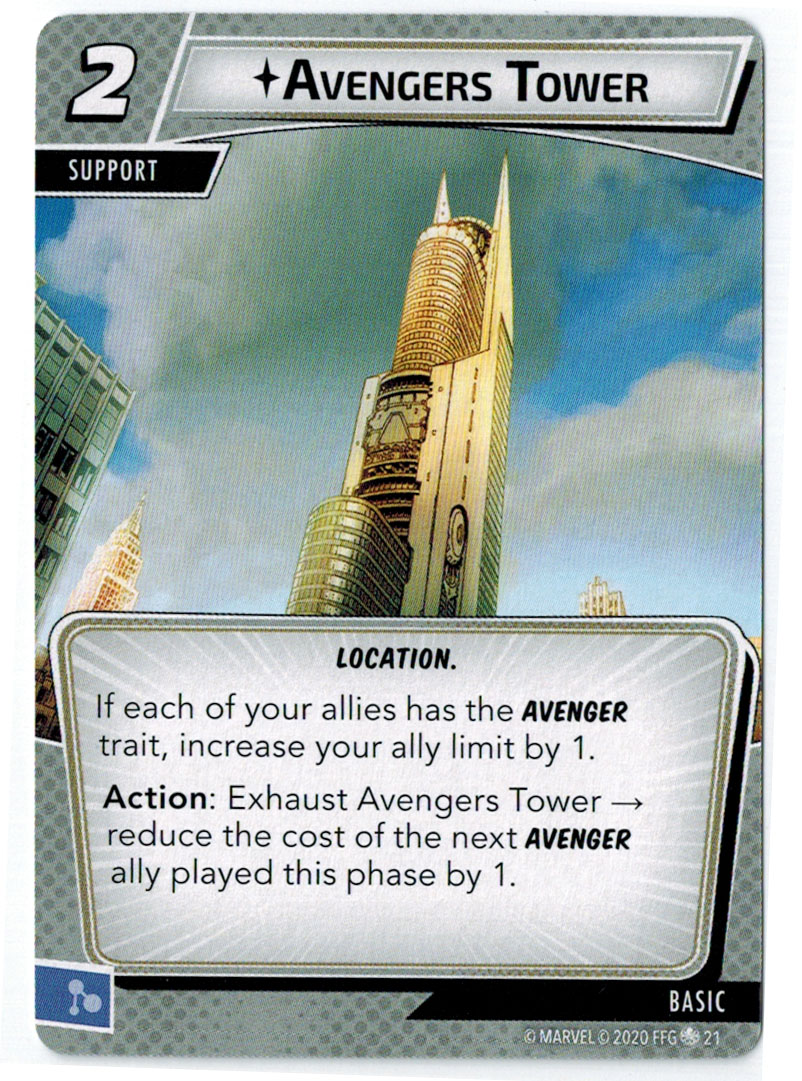 2
AVENGERS TOWER
SUPPORT
LOCATION.
If each of your allies has the AVENGER
trait, increase your ally limit by 1.
Action: Exhaust Avengers Tower →
reduce the cost of the next AVENGER
ally played this phase by 1.
BASIC
© MARVEL © 2020 FFG 21